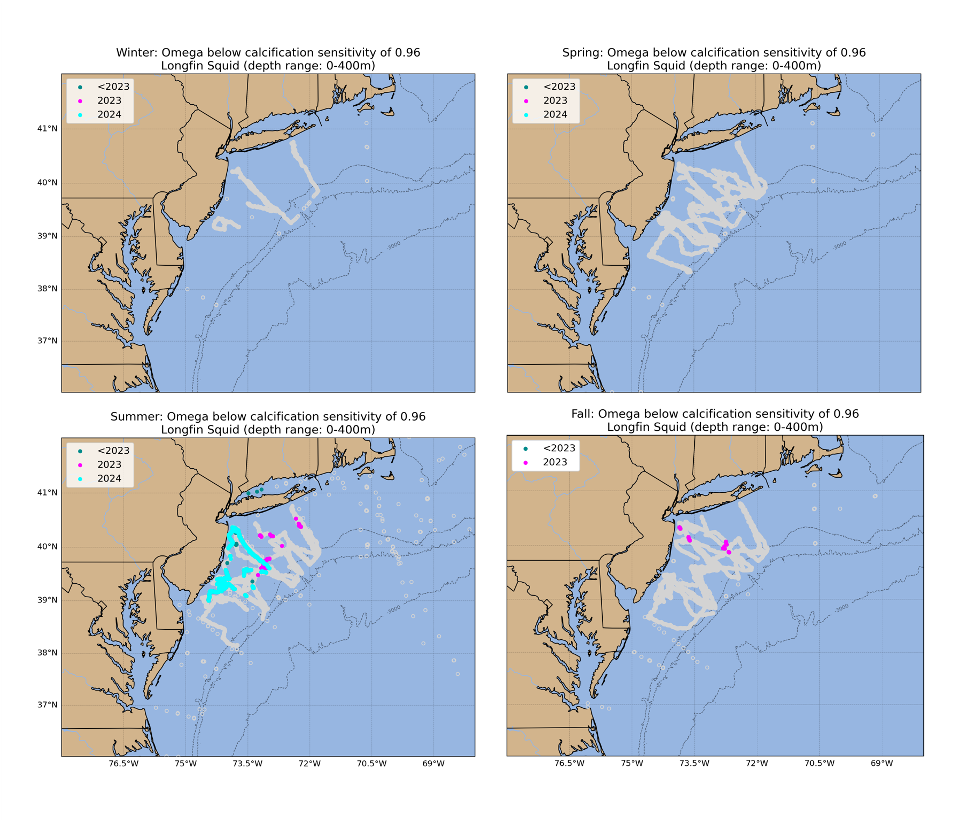 Winter: Omega below calcification sensitivity of 0.96
Longfin Squid (depth range: 0-400m)
<2023
2023
2024
41°N
40°N
39°N
38°N
37°N
Spring: Omega below calcification sensitivity of 0.96
Longfin Squid (depth range: 0-400m)
<2023
2023
2024
Summer: Omega below calcification sensitivity of 0.96
Longfin Squid (depth range: 0-400m)
<2023
2023
2024
41°N
40°N
39°N
38°N
37°N
76.5°W 75°W 73.5°W 72°W 70.5°W 69°W
Fall: Omega below calcification sensitivity of 0.96
Longfin Squid (depth range: 0-400m)
<2023
2023
76.5°W 75°W 73.5°W 72°W 70.5°W 69°W